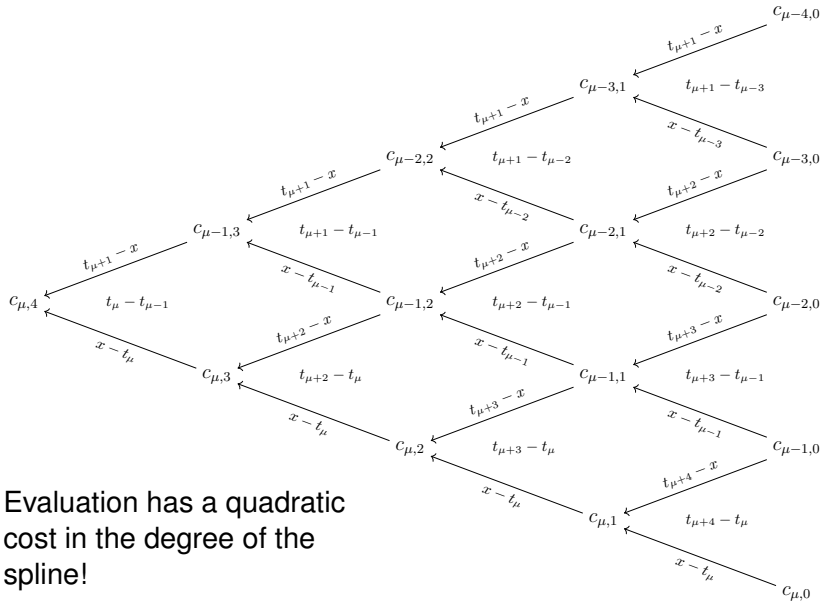 c_{μ−4,0}
t_{μ+1} − x
c_{μ−3,1} t_{μ+1} − t_{μ−3}
t_{μ+1} − x x − t_{μ−3}
c_{μ−2,2} t_{μ+1} − t_{μ−2} c_{μ−3,0}
t_{μ+1} − x x − t_{μ−2} t_{μ+2} − x
c_{μ−1,3} t_{μ+1} − t_{μ−1} c_{μ−2,1} t_{μ+2} − t_{μ−2}
t_{μ+1} − x x − t_{μ−1} t_{μ+2} − x x − t_{μ−2}
c_{μ,4} t_μ − t_{μ−1} c_{μ−1,2} t_{μ+2} − t_{μ−1} c_{μ−2,0}
x − t_μ t_{μ+2} − x x − t_{μ−1} t_{μ+3} − x
c_{μ,3} t_{μ+2} − t_μ c_{μ−1,1} t_{μ+3} − t_{μ−1}
x − t_μ t_{μ+3} − x x − t_{μ−1}
c_{μ,2} t_{μ+3} − t_μ c_{μ−1,0}
x − t_μ t_{μ+4} − x
c_{μ,1} t_{μ+4} − t_μ
x − t_μ
c_{μ,0}
Evaluation has a quadratic
cost in the degree of the
spline!